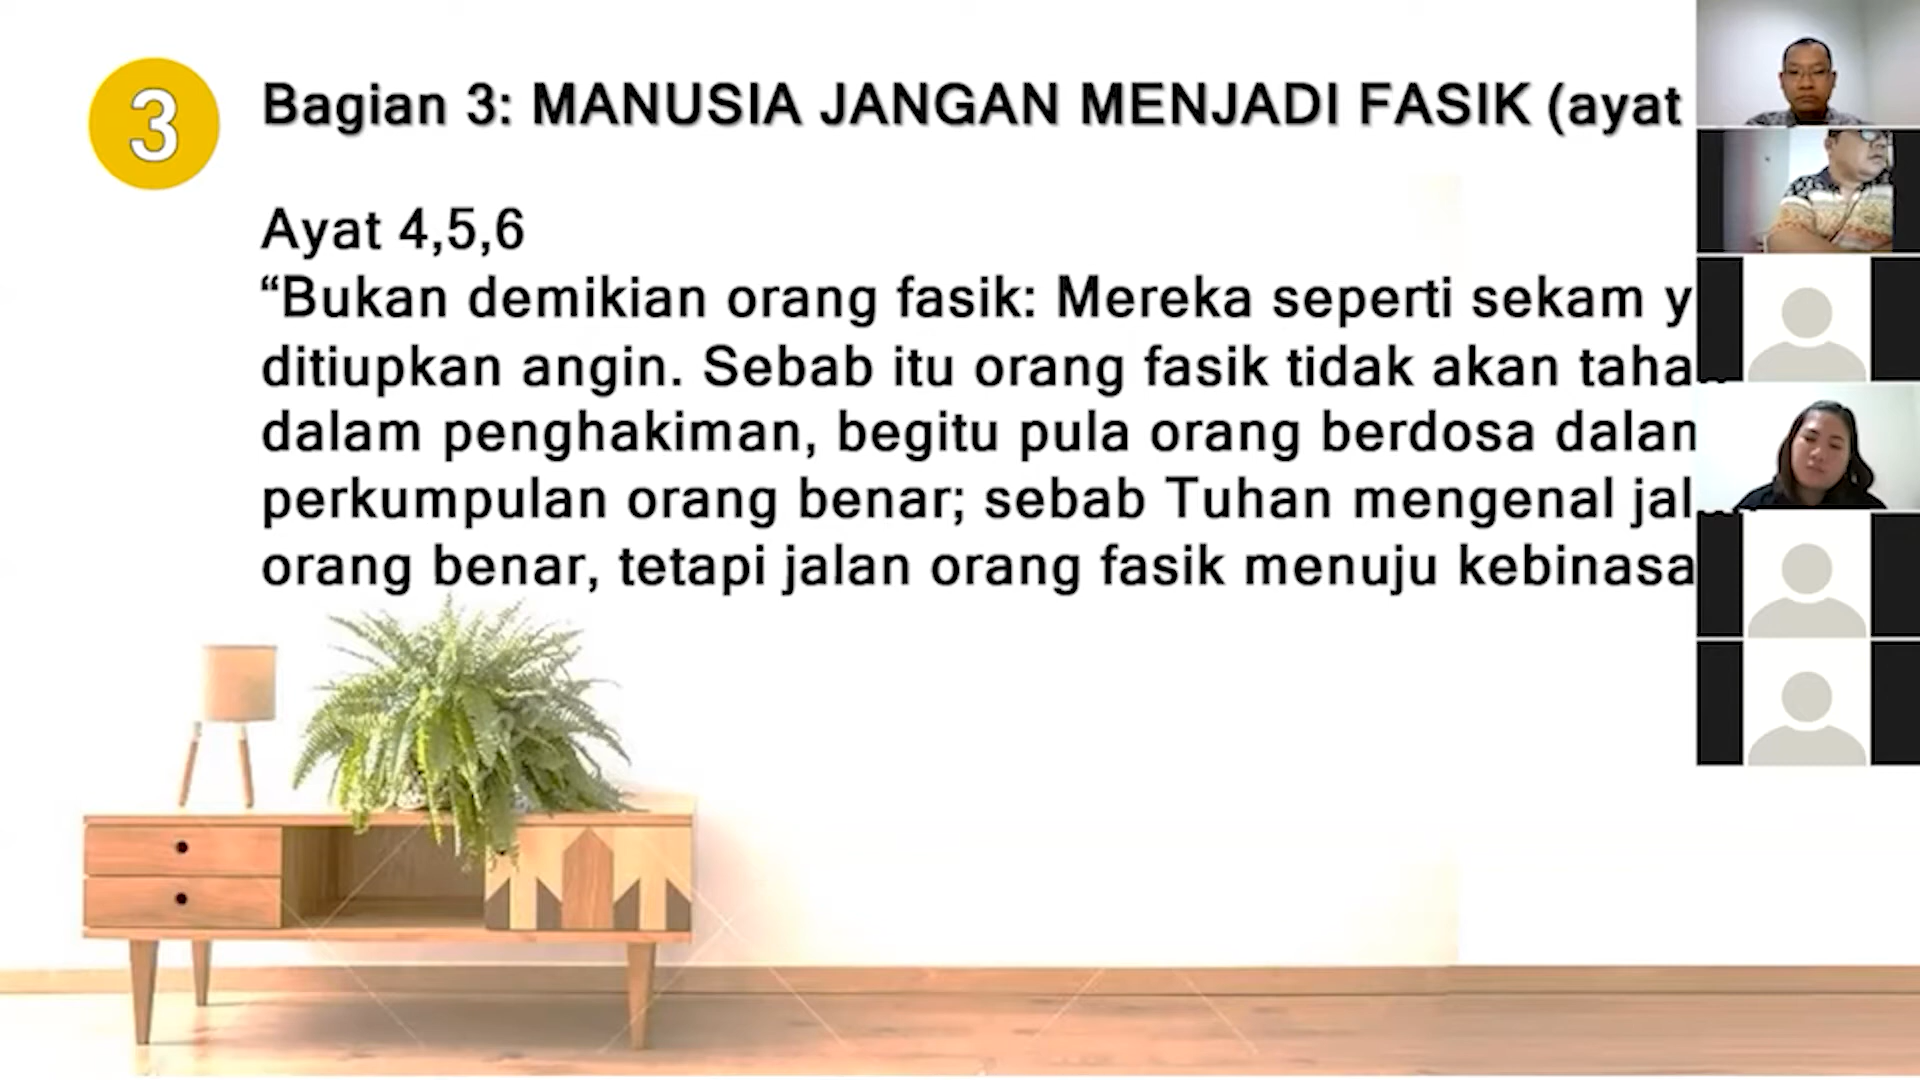 3
Bagian 3: MANUSIA JANGAN MENJADI FASIK (ayat
Ayat 4,5,6
“Bukan demikian orang fasik: Mereka seperti sekam
ditiupkan angin. Sebab itu orang fasik tidak akan
dalam penghakiman, begitu pula orang berdosa
perkumpulan orang benar; sebab Tuhan mengenal
orang benar, tetapi jalan orang fasik menuju